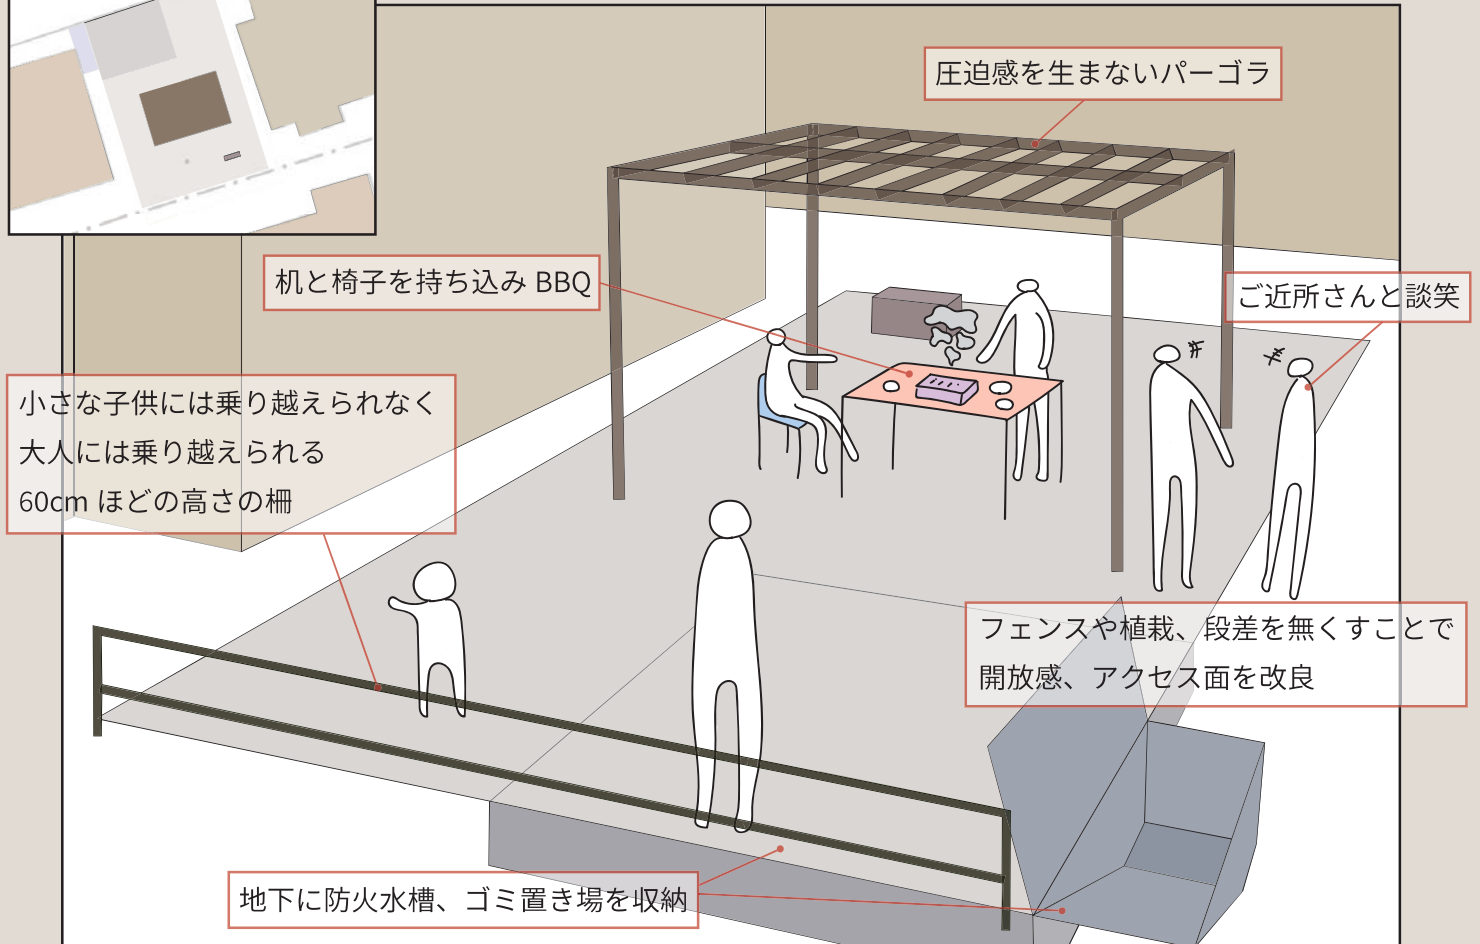 圧迫感を生まないパーゴラ
机と椅子を持ち込み BBQ
ご近所さんと談笑
小さな子供には乗り越えられなく
大人には乗り越えられる
60cm ほどの高さの柵
フェンスや植栽、段差を無くすことで
開放感、アクセス面を改良
地下に防火水槽、ゴミ置き場を収納